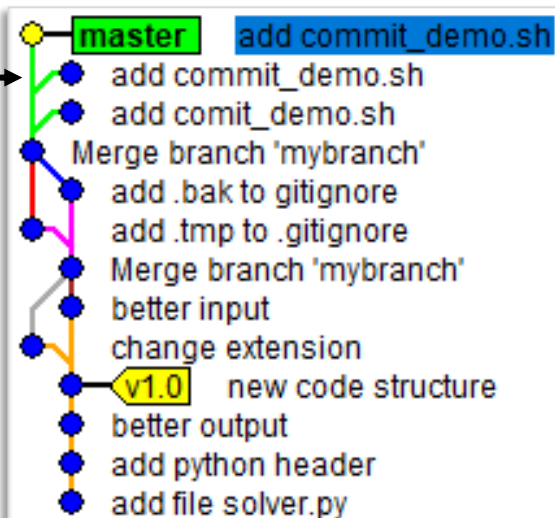 master add commit_demo.sh
add commit_demo.sh
add comit_demo.sh
Merge branch 'mybranch'
add .bak to gitignore
add .tmp to .gitignore
Merge branch 'mybranch'
better input
change extension
v1.0 new code structure
better output
add python header
add file solver.py